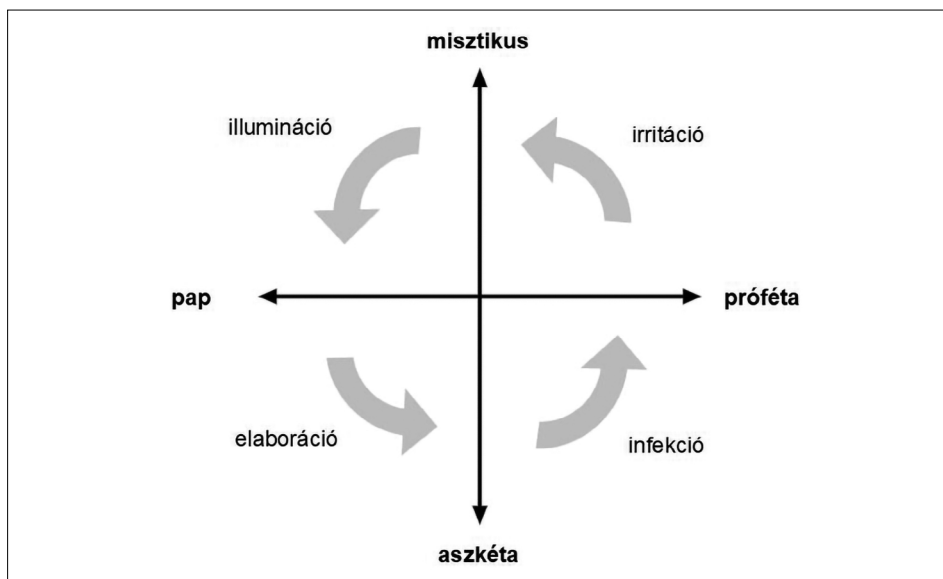 misztikus
illumináció
irritáció
pap
próféta
elaboráció
infekció
aszkéta